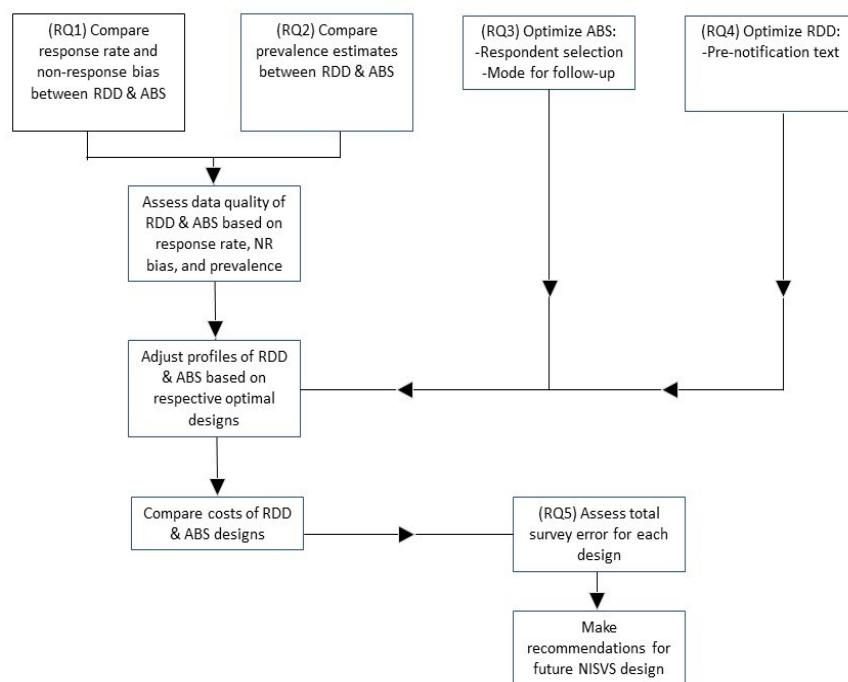 (RQ1) Compare
response rate and
non-response bias
between RDD & ABS
(RQ2) Compare
prevalence estimates
between RDD & ABS
(RQ3) Optimize ABS:
-Respondent selection
-Mode for follow-up
(RQ4) Optimize RDD:
-Pre-notification text
Assess data quality of
RDD & ABS based on
response rate, NR
bias, and prevalence
Adjust profiles of RDD
& ABS based on
respective optimal
designs
Compare costs of RDD
& ABS designs
(RQ5) Assess total
survey error for each
design
Make
recommendations for
future NISVS design